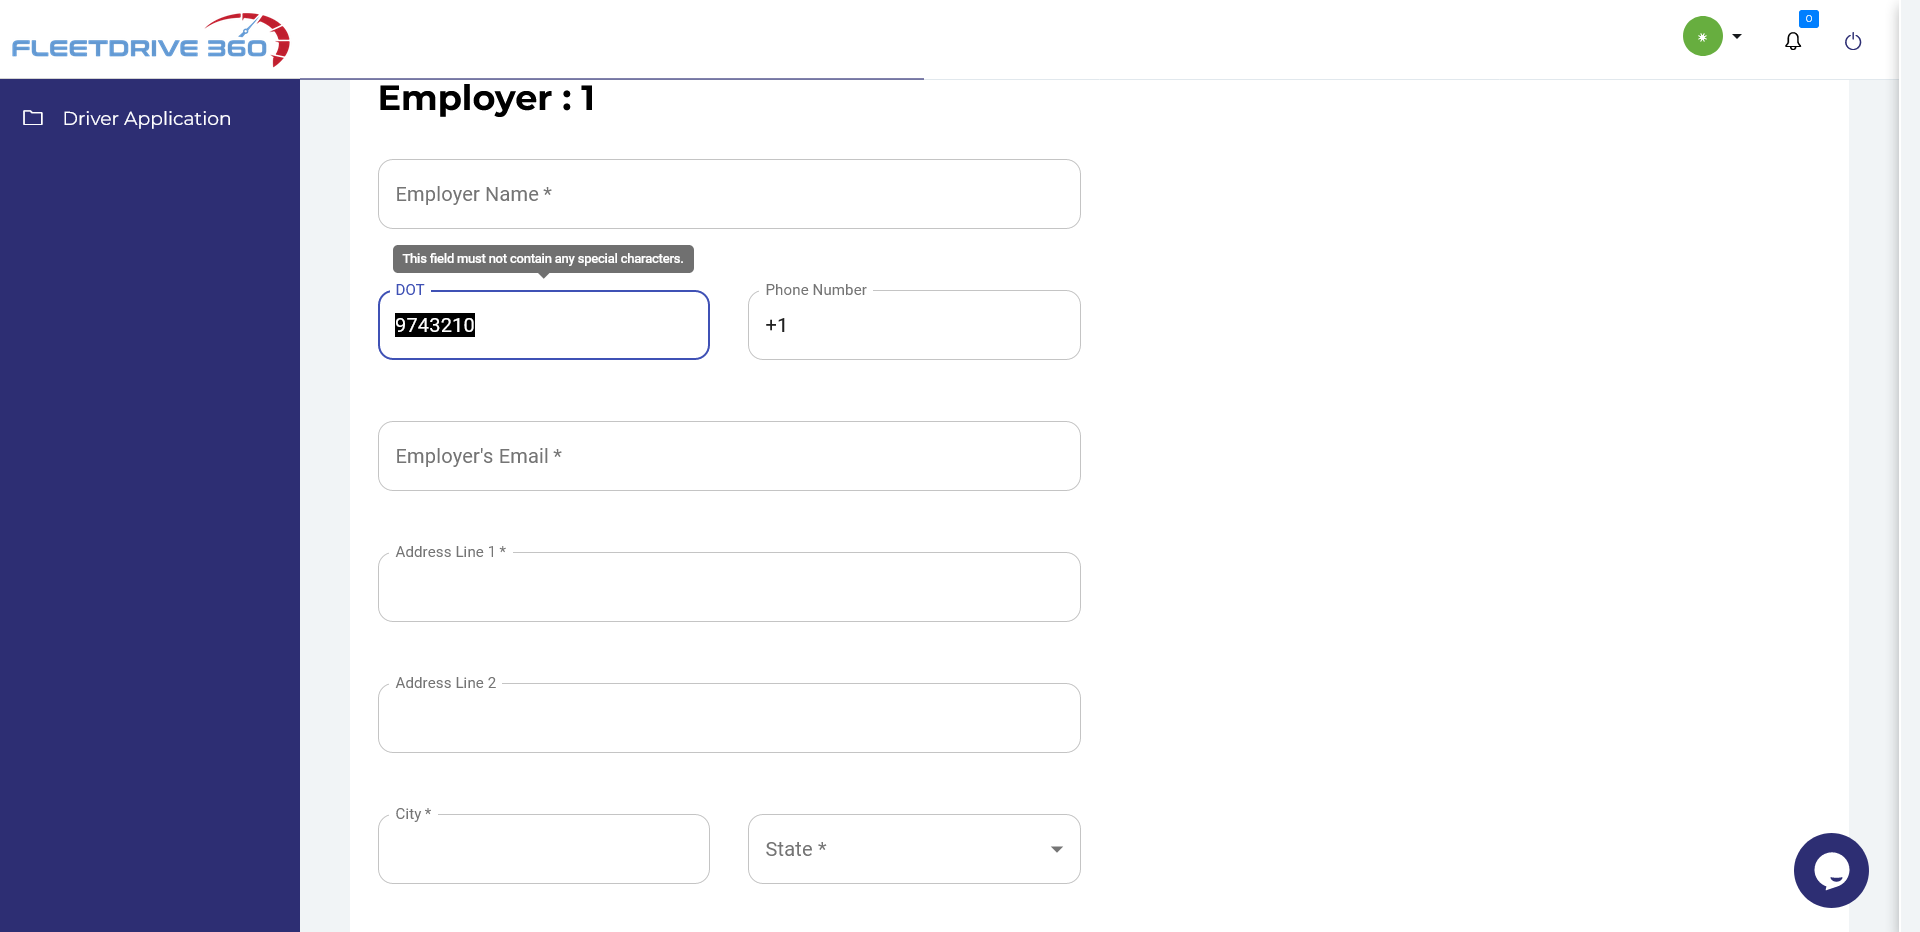 FLEETDRIVE 360
0
Driver Application
Employer : 1
Employer Name *
This field must not contain any special characters.
DOT
9743210
Phone Number
+1
Employer's Email *
Address Line 1 *
Address Line 2
City *
State *